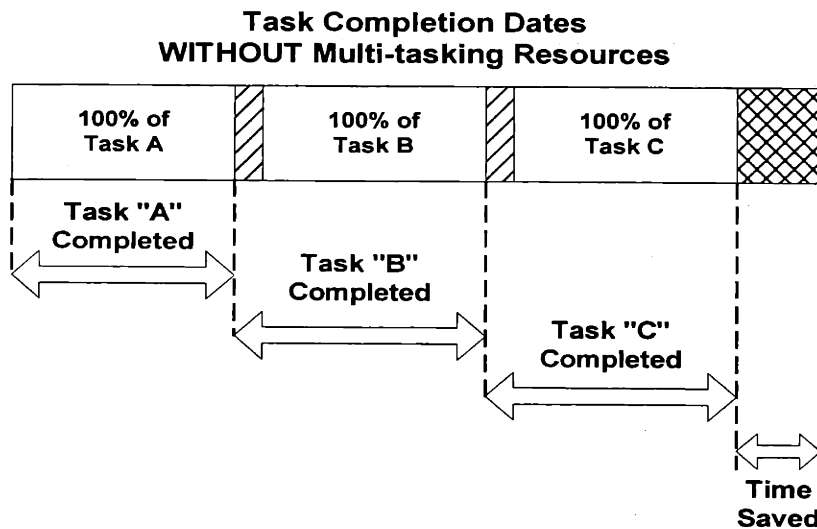 Task Completion Dates
WITHOUT Multi-tasking Resources
100% of
Task A
100% of
Task B
100% of
Task C
Task "A"
Completed
Task "B"
Completed
Task "C"
Completed
Time
Saved